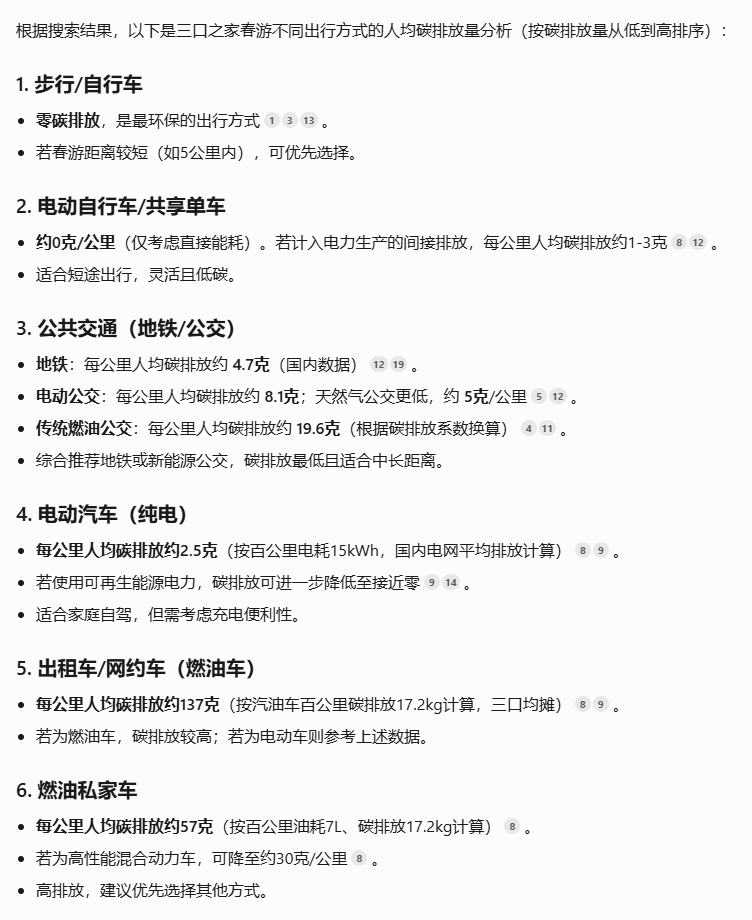 根据搜索结果，以下是三口之家春游不同出行方式的人均碳排放量分析（按碳排放量从低到高排序）：
1. 步行/自行车
• 零碳排放，是最环保的出行方式 1 3 13 。
• 若春游距离较短（如5公里内），可优先选择。
2. 电动自行车/共享单车
• 约0克/公里（仅考虑直接能耗）。若计入电力生产的间接排放，每公里人均碳排放约1-3克 8 12 。
• 适合短途出行，灵活且低碳。
3. 公共交通（地铁/公交）
• 地铁：每公里人均碳排放约 4.7克（国内数据） 12 19 。
• 电动公交：每公里人均碳排放约 8.1克；天然气公交更低，约 5克/公里 5 12 。
• 传统燃油公交：每公里人均碳排放约 19.6克（根据碳排放系数换算） 4 11 。
• 综合推荐地铁或新能源公交，碳排放最低且适合中长距离。
4. 电动汽车（纯电）
• 每公里人均碳排放约2.5克（按百公里电耗15kWh，国内电网平均排放计算） 8 9 。
• 若使用可再生能源电力，碳排放可进一步降低至接近零 9 14 。
• 适合家庭自驾，但需考虑充电便利性。
5. 出租车/网约车（燃油车）
• 每公里人均碳排放约137克（按汽油车百公里碳排放17.2kg计算，三口均摊） 8 9 。
• 若为燃油车，碳排放较高；若为电动车则参考上述数据。
6. 燃油私家车
• 每公里人均碳排放约57克（按百公里油耗7L、碳排放17.2kg计算） 8 。
• 若为高性能混合动力车，可降至约30克/公里 8 。
• 高排放，建议优先选择其他方式。